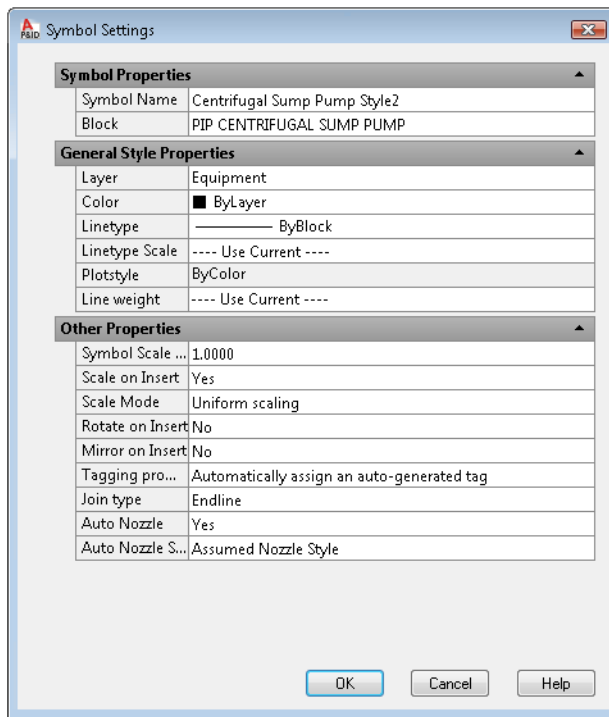 A P&ID Symbol Settings
Symbol Properties
Symbol Name Centrifugal Sump Pump Style2
Block PIP CENTRIFUGAL SUMP PUMP
General Style Properties
Layer Equipment
Color ByLayer
Linetype ByBlock
Linetype Scale ---- Use Current ----
Plotstyle ByColor
Line weight ---- Use Current ----
Other Properties
Symbol Scale ... 1.0000
Scale on Insert Yes
Scale Mode Uniform scaling
Rotate on Insert No
Mirror on Insert No
Tagging pro... Automatically assign an auto-generated tag
Join type Endline
Auto Nozzle Yes
Auto Nozzle S... Assumed Nozzle Style
OK Cancel Help